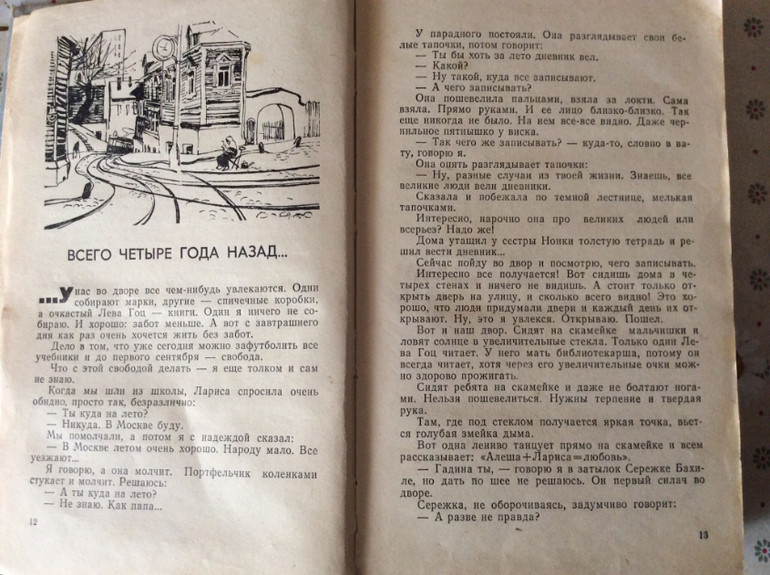 ВСЕГО ЧЕТЫРЕ ГОДА НАЗАД...
...У нас во дворе все чем-нибудь увлекаются. Одни
собирают марки, другие — спичечные коробки,
а очкастый Лева Гоц — книги. Один я ничего не со-
бираю. И хорошо: забот меньше. А вот с завтрашнего
дня как раз очень хочется жить без забот.
Дело в том, что уже сегодня можно зафутболить все
учебники и до первого сентября — свобода.
Что с этой свободой делать — я еще толком и сам
не знаю.
Когда мы шли из школы, Лариса спросила очень
обидно, просто так, безразлично:
— Ты куда на лето?
— Никуда. В Москве буду.
Мы помолчали, а потом я с надеждой сказал:
— В Москве летом очень хорошо. Народу мало. Все
уезжают...
Я говорю, а она молчит. Портфельчик коленками
стукает и молчит. Решаюсь:
— А ты куда на лето?
— Не знаю. Как папа...
12
У парадного постояли. Она разглядывает свои бе-
лые тапочки, потом говорит:
— Ты бы хоть за лето дневник вел.
— Какой?
— Ну такой, куда все записывают.
— А чего записывать?
Она пошевелила пальцами, взяла за локти. Сама
взяла. Прямо руками. И ее лицо близко-близко. Так
еще никогда не было. На нем все-все видно. Даже чер-
нильное пятнышко у виска.
— Так чего же записывать? — куда-то, словно в ва-
ту, говорю я.
Она опять разглядывает тапочки:
— Ну, разные случаи из твоей жизни. Знаешь, все
великие люди вели дневники.
Сказала и побежала по темной лестнице, мелькая
тапочками.
Интересно, нарочно она про великих людей или
всерьез? Надо же!
Дома утащил у сестры Нонки толстую тетрадь и ре-
шил вести дневник...
Сейчас пойду во двор и посмотрю, чего записывать.
Интересно все получается! Вот сидишь дома в че-
тырех стенах и ничего не видишь. А стоит только от-
крыть дверь на улицу, и сколько всего видно! Это хо-
рошо, что люди придумали двери и каждый день их от-
крывают. Ну, это я увлекся. Открываю. Пошел.
Вот и наш двор. Сидят на скамейке мальчишки и
ловят солнце в увеличительные стекла. Только один Ле-
ва Гоц читает. У него мать библиотекарша, потому он
всегда читает, хотя через его увеличительные очки мож-
но здорово прожигать.
Сидят ребята на скамейке и даже не болтают нога-
ми. Нельзя пошевелиться. Нужны терпение и твердая
рука.
Там, где под стеклом получается яркая точка, вьет-
ся голубая змейка дыма.
Вот одна лениво танцует прямо на скамейке и всем
рассказывает: «Алеша+Лариса=любовь».
— Гадина ты, — говорю я в затылок Сережке Бахи-
ле, но дать по шее не решаюсь. Он первый силач во
дворе.
Сережка, не оборачиваясь, задумчиво говорит:
— А разве не правда?
13